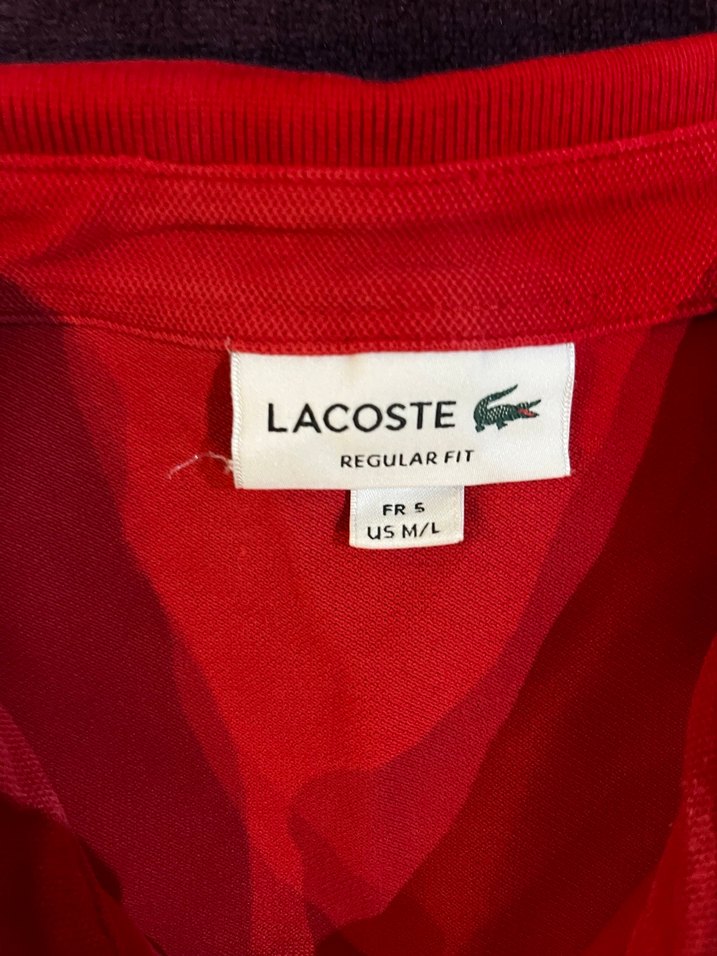 LACOSTE
REGULAR FIT
FR 5
US M/L